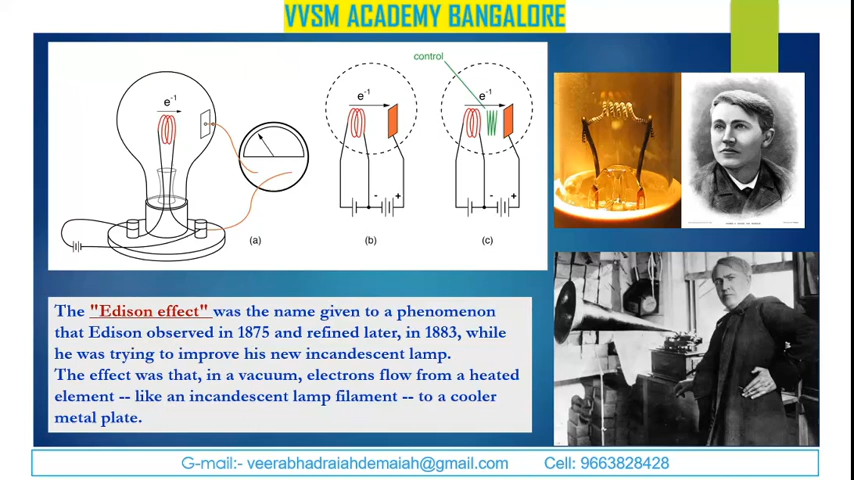 VVSM ACADEMY BANGALORE
control
e-1
e-1
e-1
- +
- +
(a)
(b)
(c)
The "Edison effect" was the name given to a phenomenon
that Edison observed in 1875 and refined later, in 1883, while
he was trying to improve his new incandescent lamp.
The effect was that, in a vacuum, electrons flow from a heated
element -- like an incandescent lamp filament -- to a cooler
metal plate.
G-mail:- veerabhadraiahdemaiah@gmail.com Cell: 9663828428